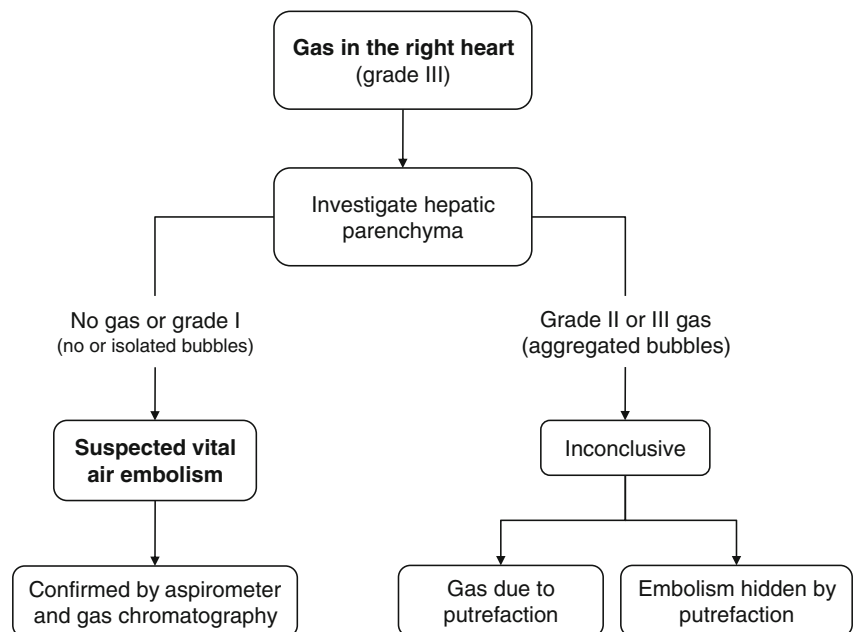 Gas in the right heart
(grade III)
Investigate hepatic
parenchyma
No gas or grade I
(no or isolated bubbles)
Grade II or III gas
(aggregated bubbles)
Suspected vital
air embolism
Inconclusive
Confirmed by aspirometer
and gas chromatography
Gas due to
putrefaction
Embolism hidden by
putrefaction